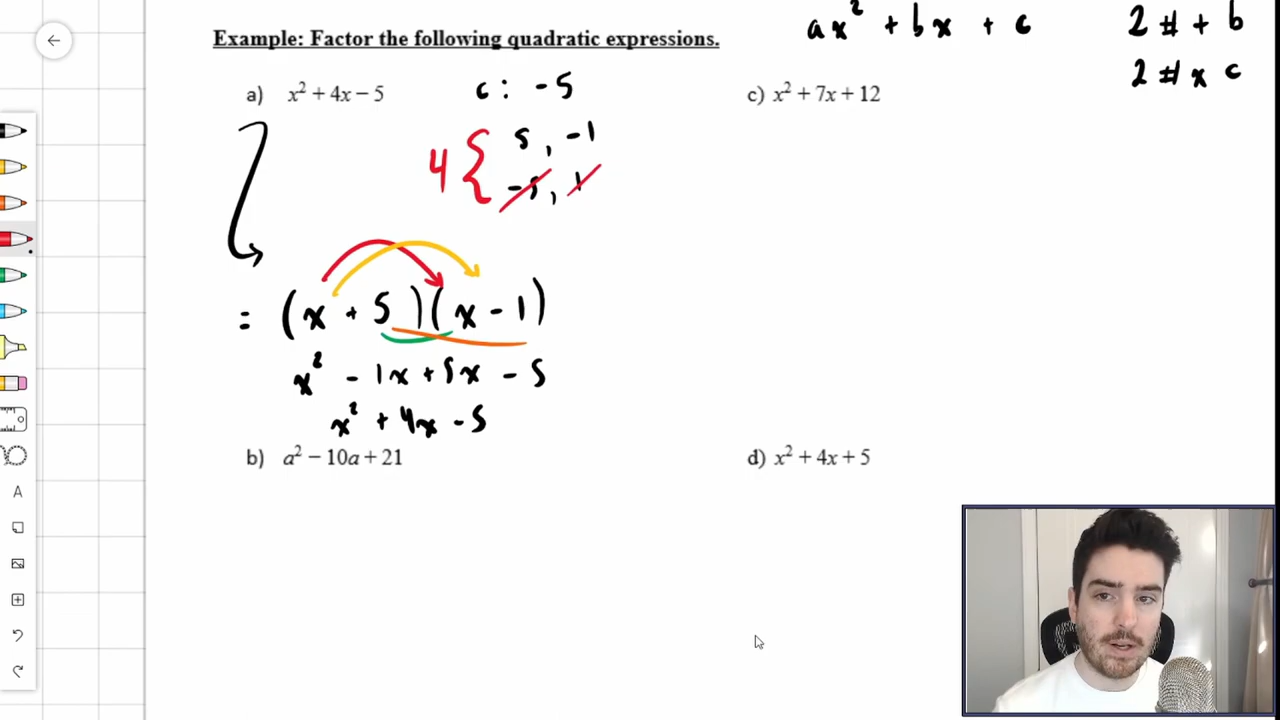 ax² + bx + c
2 # + b
2 # x c
Example: Factor the following quadratic expressions.
a) x² + 4x − 5
c : -5
5 , -1
4 { -5 , 1
= (x + 5)(x - 1)
x² - 1x + 5x - 5
x² + 4x - 5
b) a² − 10a + 21
c) x² + 7x + 12
d) x² + 4x + 5
A